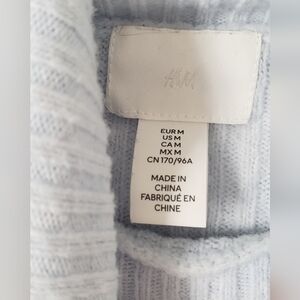 H&M
EUR M
US M
CA M
MX M
CN 170/96A
MADE IN
CHINA
FABRIQUÉ EN
CHINE